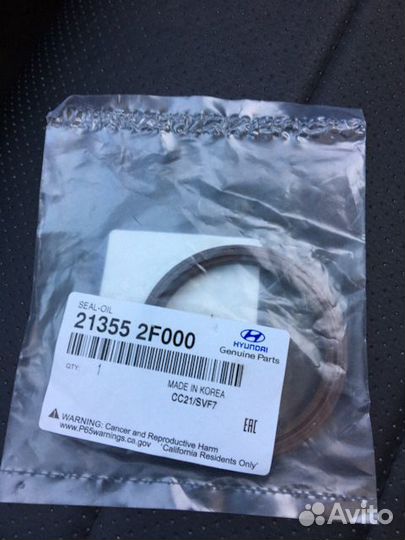 SEAL-OIL
21355 2F000
HYUNDAI
Genuine Parts
QTY: 1
MADE IN KOREA
CC21/SVF7
EAC
WARNING: Cancer and Reproductive Harm
www.P65warnings.ca.gov "California Residents Only"
Avito